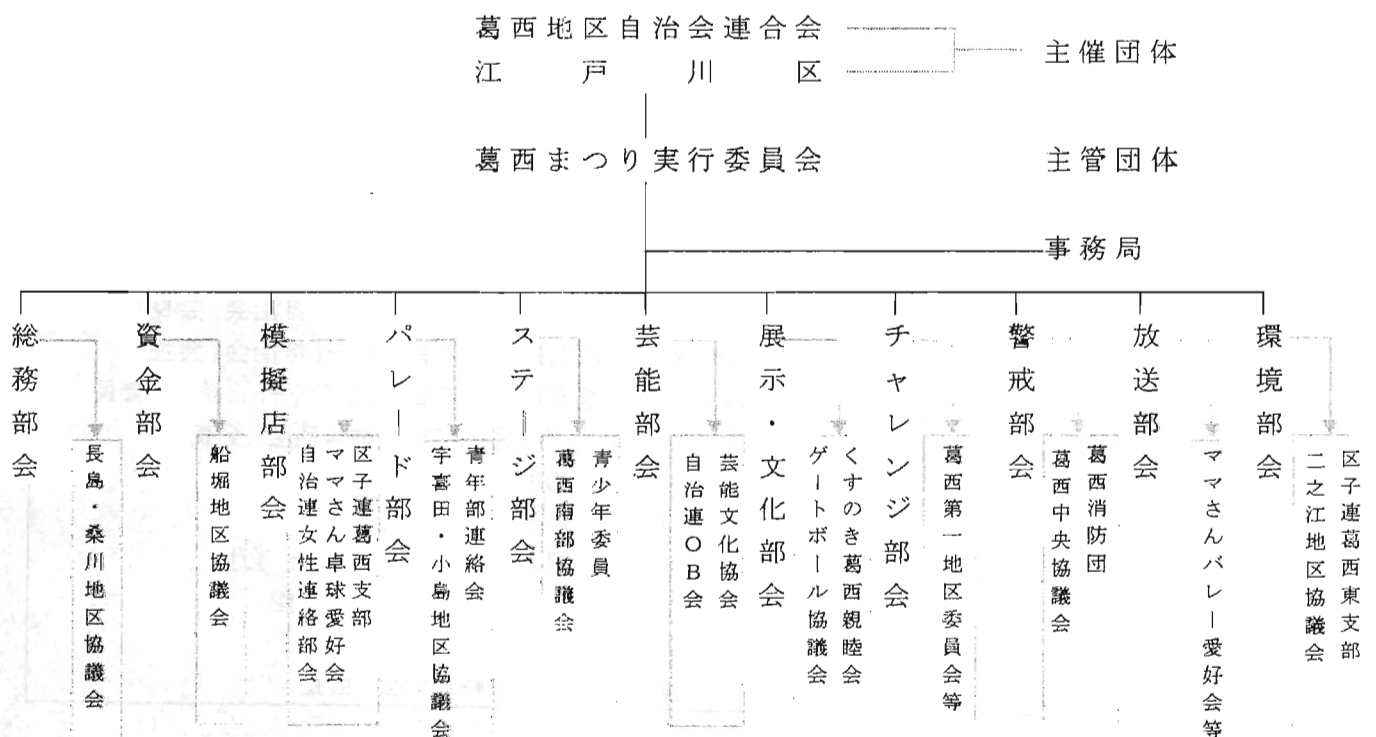 葛西地区自治会連合会
江戸川区
主催団体
葛西まつり実行委員会
主管団体
事務局
総務部会
長島・桑川地区協議会
資金部会
船堀地区協議会
模擬店部会
区子連葛西支部
ママさん卓球愛好会
自治連女性連絡部会
パレード部会
青年部連絡会
宇喜田・小島地区協議会
ステージ部会
青少年委員
葛西南部協議会
芸能部会
芸能文化協会
自治連OB会
展示・文化部会
くすのき葛西親睦会
ゲートボール協議会
チャレンジ部会
葛西第一地区委員会等
警戒部会
葛西消防団
葛西中央協議会
放送部会
ママさんバレー愛好会等
環境部会
区子連葛西東支部
二之江地区協議会